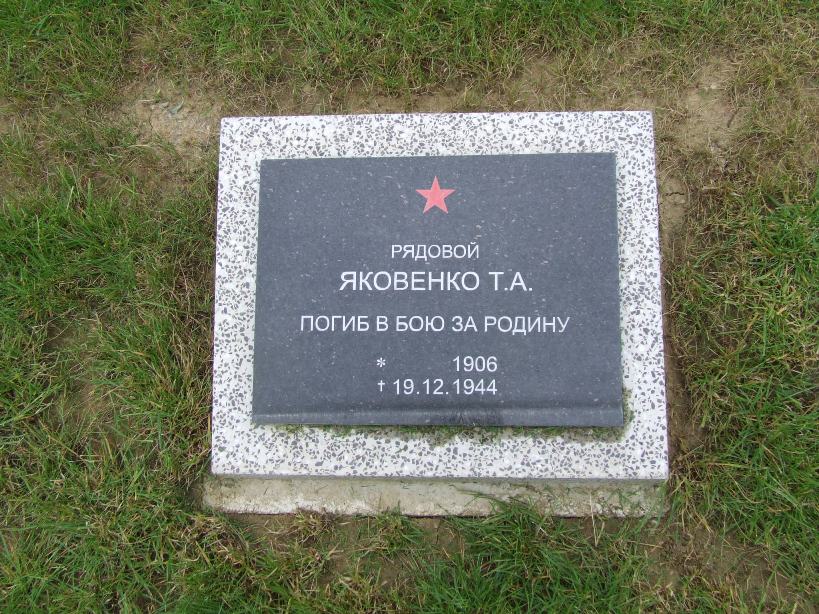 РЯДОВОЙ
ЯКОВЕНКО Т.А.
ПОГИБ В БОЮ ЗА РОДИНУ
* 1906
† 19.12.1944